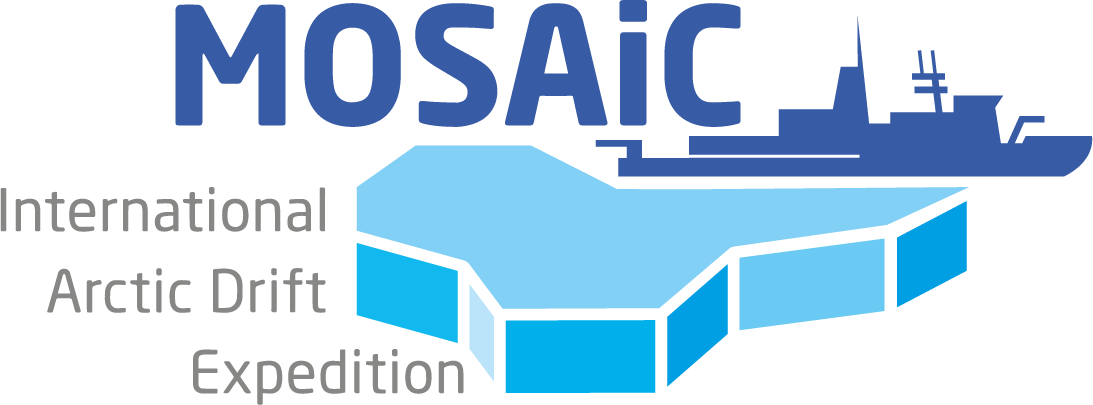 MOSAiC
International
Arctic Drift
Expedition